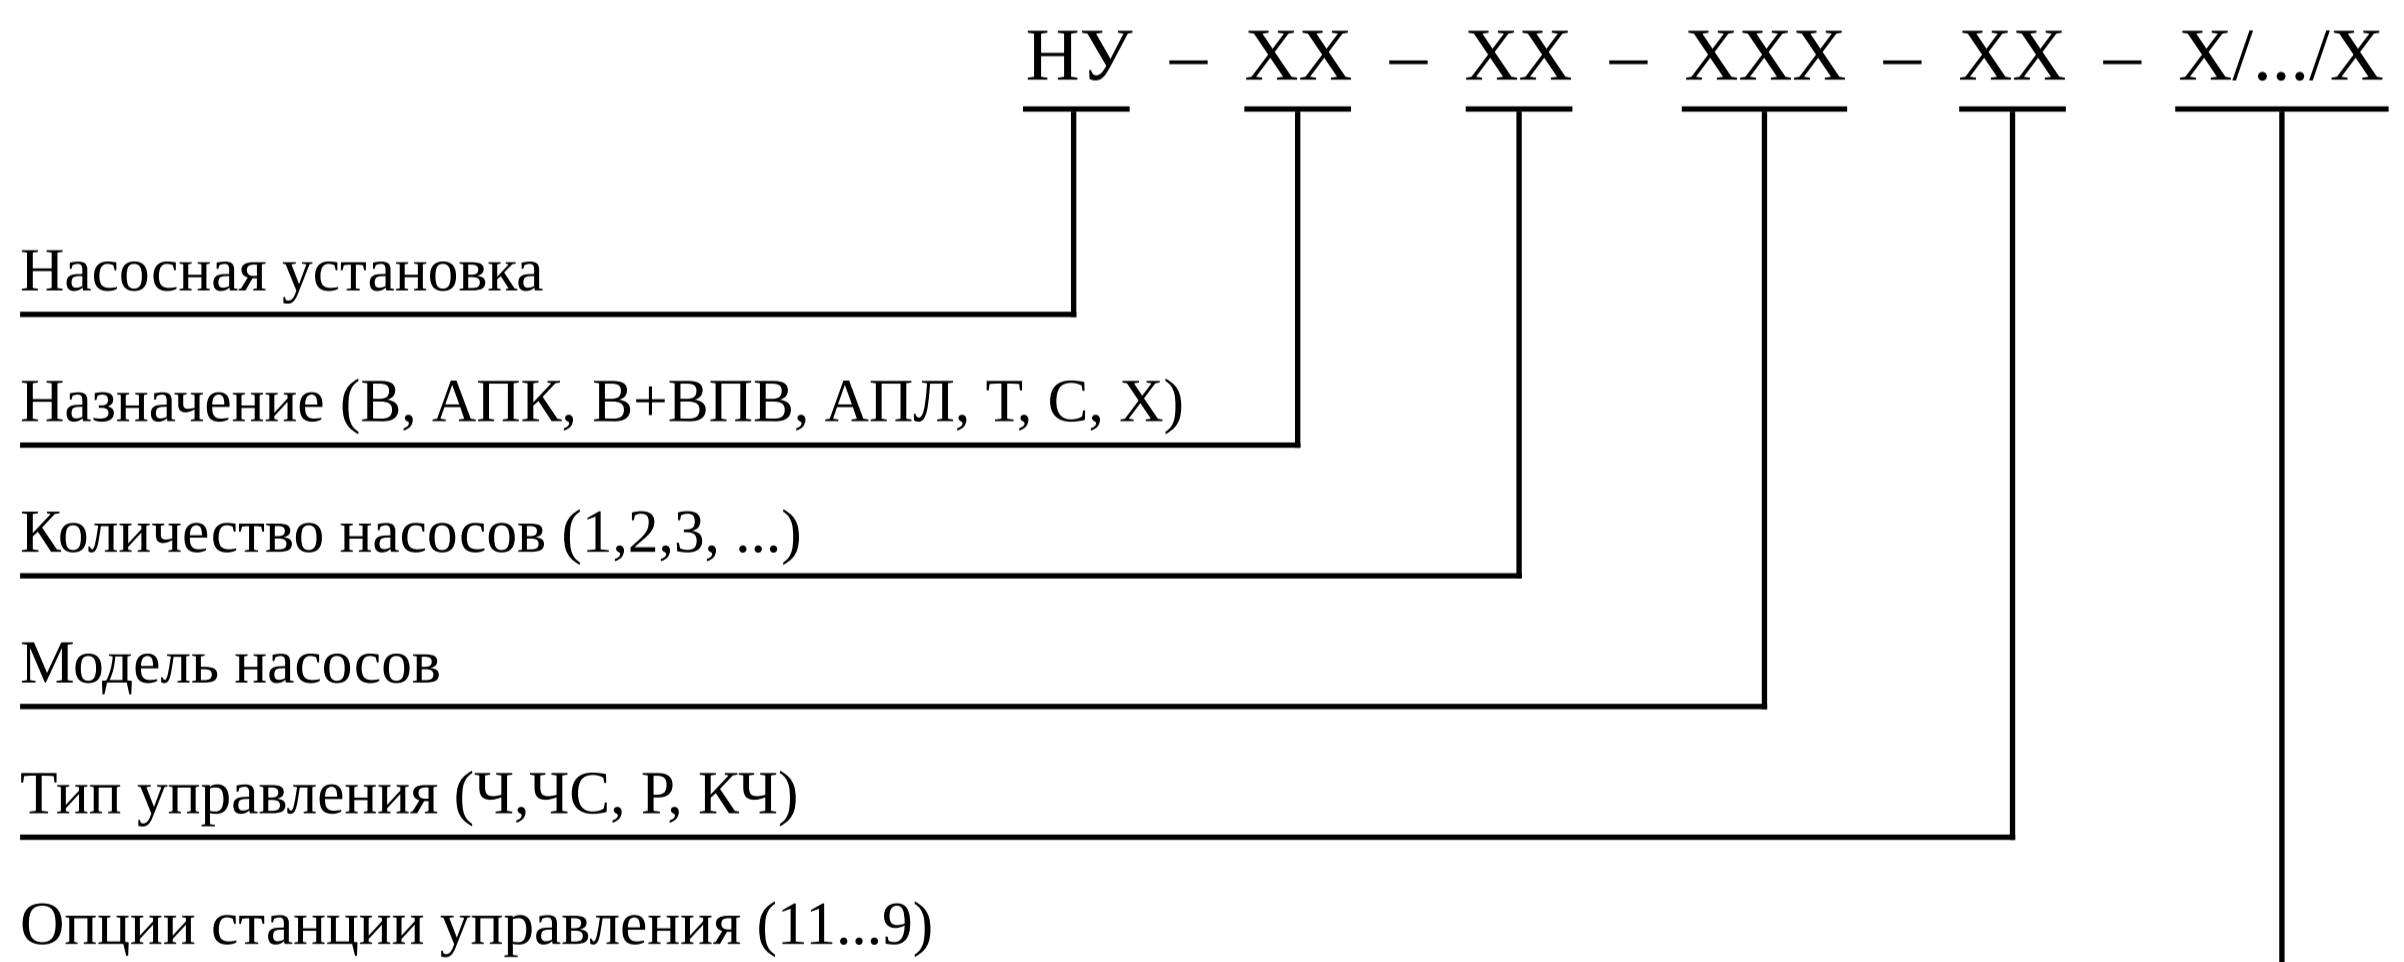 НУ – ХХ – ХХ – ХХХ – ХХ – Х/.../Х
Насосная установка
Назначение (В, АПК, В+ВПВ, АПЛ, Т, С, Х)
Количество насосов (1,2,3, ...)
Модель насосов
Тип управления (Ч,ЧС, Р, КЧ)
Опции станции управления (11...9)